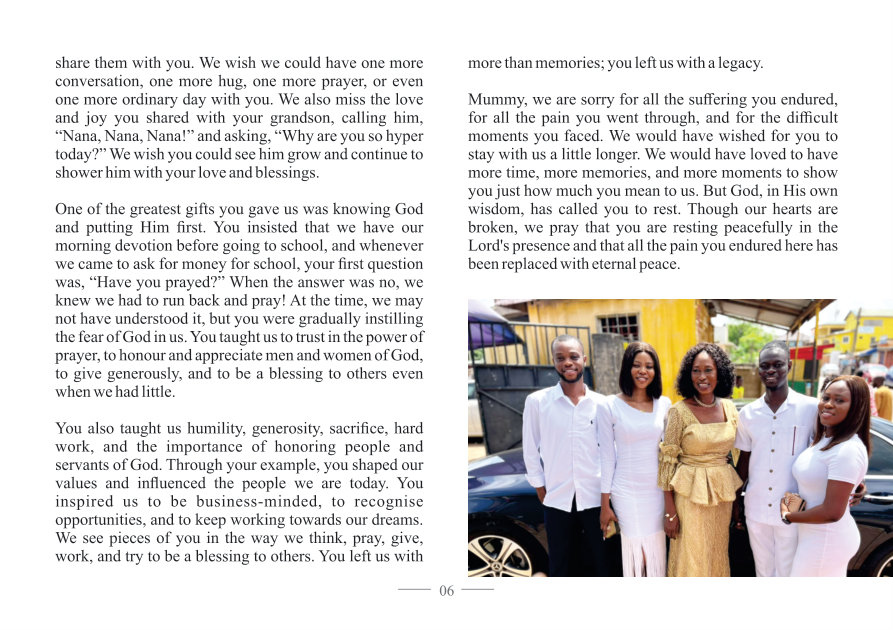 share them with you. We wish we could have one more
conversation, one more hug, one more prayer, or even
one more ordinary day with you. We also miss the love
and joy you shared with your grandson, calling him,
“Nana, Nana, Nana!” and asking, “Why are you so hyper
today?” We wish you could see him grow and continue to
shower him with your love and blessings.

One of the greatest gifts you gave us was knowing God
and putting Him first. You insisted that we have our
morning devotion before going to school, and whenever
we came to ask for money for school, your first question
was, “Have you prayed?” When the answer was no, we
knew we had to run back and pray! At the time, we may
not have understood it, but you were gradually instilling
the fear of God in us. You taught us to trust in the power of
prayer, to honour and appreciate men and women of God,
to give generously, and to be a blessing to others even
when we had little.

You also taught us humility, generosity, sacrifice, hard
work, and the importance of honoring people and
servants of God. Through your example, you shaped our
values and influenced the people we are today. You
inspired us to be business-minded, to recognise
opportunities, and to keep working towards our dreams.
We see pieces of you in the way we think, pray, give,
work, and try to be a blessing to others. You left us with
more than memories; you left us with a legacy.

Mummy, we are sorry for all the suffering you endured,
for all the pain you went through, and for the difficult
moments you faced. We would have wished for you to
stay with us a little longer. We would have loved to have
more time, more memories, and more moments to show
you just how much you mean to us. But God, in His own
wisdom, has called you to rest. Though our hearts are
broken, we pray that you are resting peacefully in the
Lord's presence and that all the pain you endured here has
been replaced with eternal peace.

06